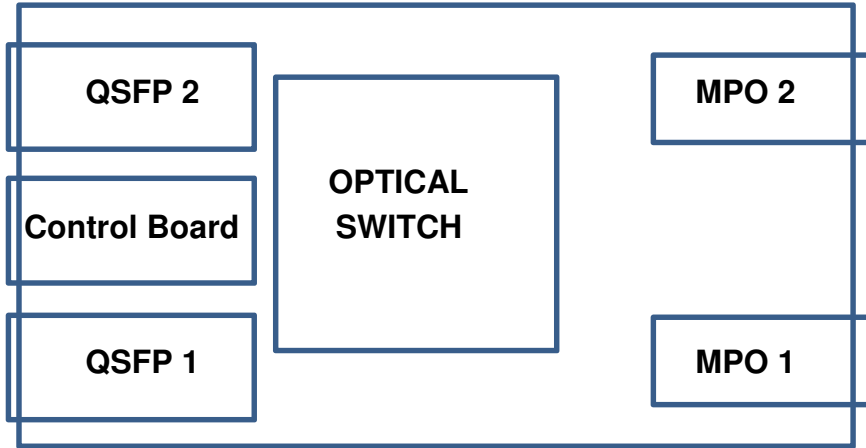 QSFP 2
MPO 2
OPTICAL
SWITCH
Control Board
QSFP 1
MPO 1